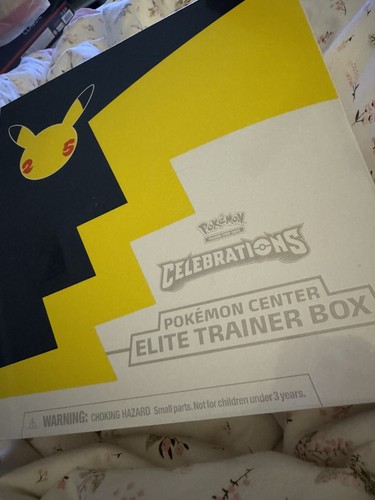 25
POKÉMON
CELEBRATIONS
POKÉMON CENTER
ELITE TRAINER BOX
WARNING: CHOKING HAZARD Small parts. Not for children under 3 years.